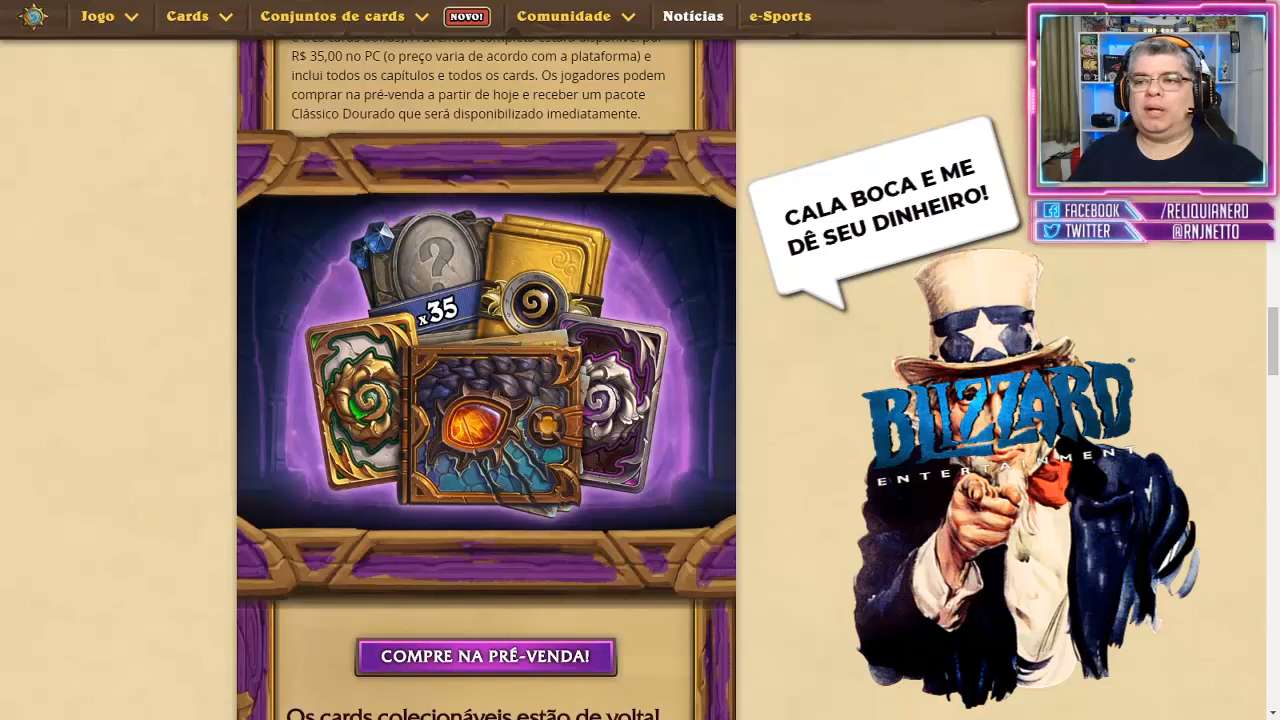 Jogo
Cards
Conjuntos de cards
NOVO!
Comunidade
Notícias
e-Sports
R$ 35,00 no PC (o preço varia de acordo com a plataforma) e
inclui todos os capítulos e todos os cards. Os jogadores podem
comprar na pré-venda a partir de hoje e receber um pacote
Clássico Dourado que será disponibilizado imediatamente.
?
x35
COMPRE NA PRÉ-VENDA!
Os cards colecionáveis estão de volta!
CALA BOCA E ME
DÊ SEU DINHEIRO!
BLIZZARD
ENTERTAINMENT
FACEBOOK /RELIQUIANERD
TWITTER @RNJNETTO